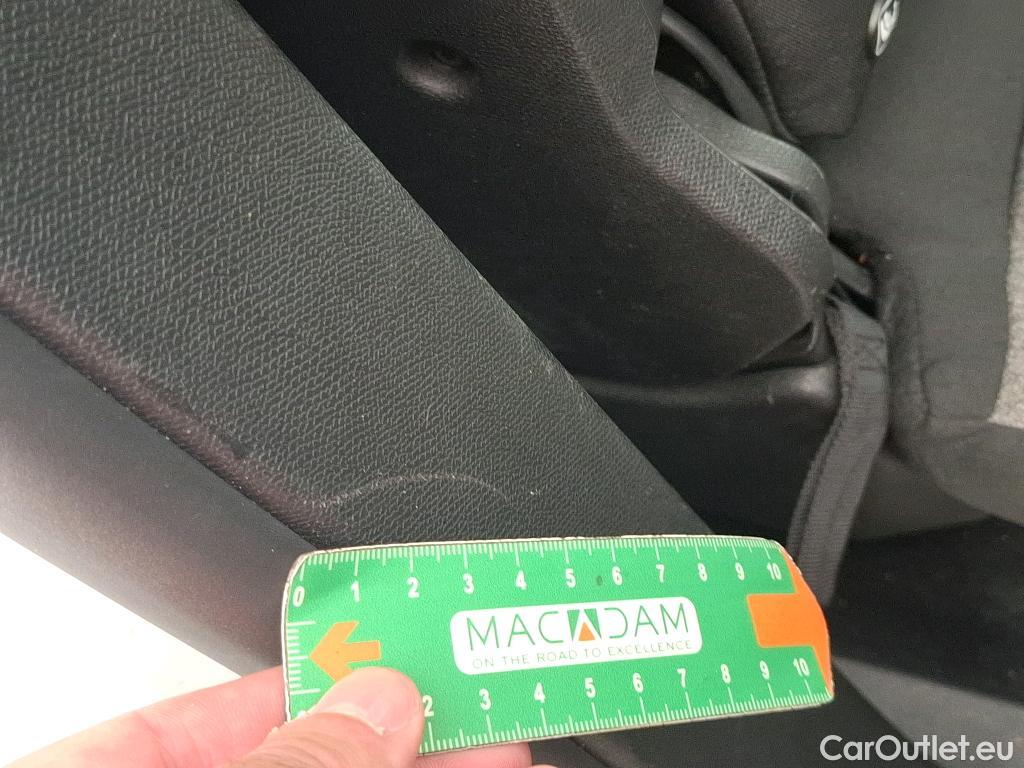 0 1 2 3 4 5 6 7 8 9 10
MACADAM
ON THE ROAD TO EXCELLENCE
2 3 4 5 6 7 8 9 10
CarOutlet.eu